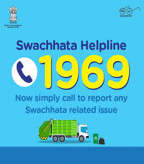 Swachhata Helpline
1969
Now simply call to report any
Swachhata related issue